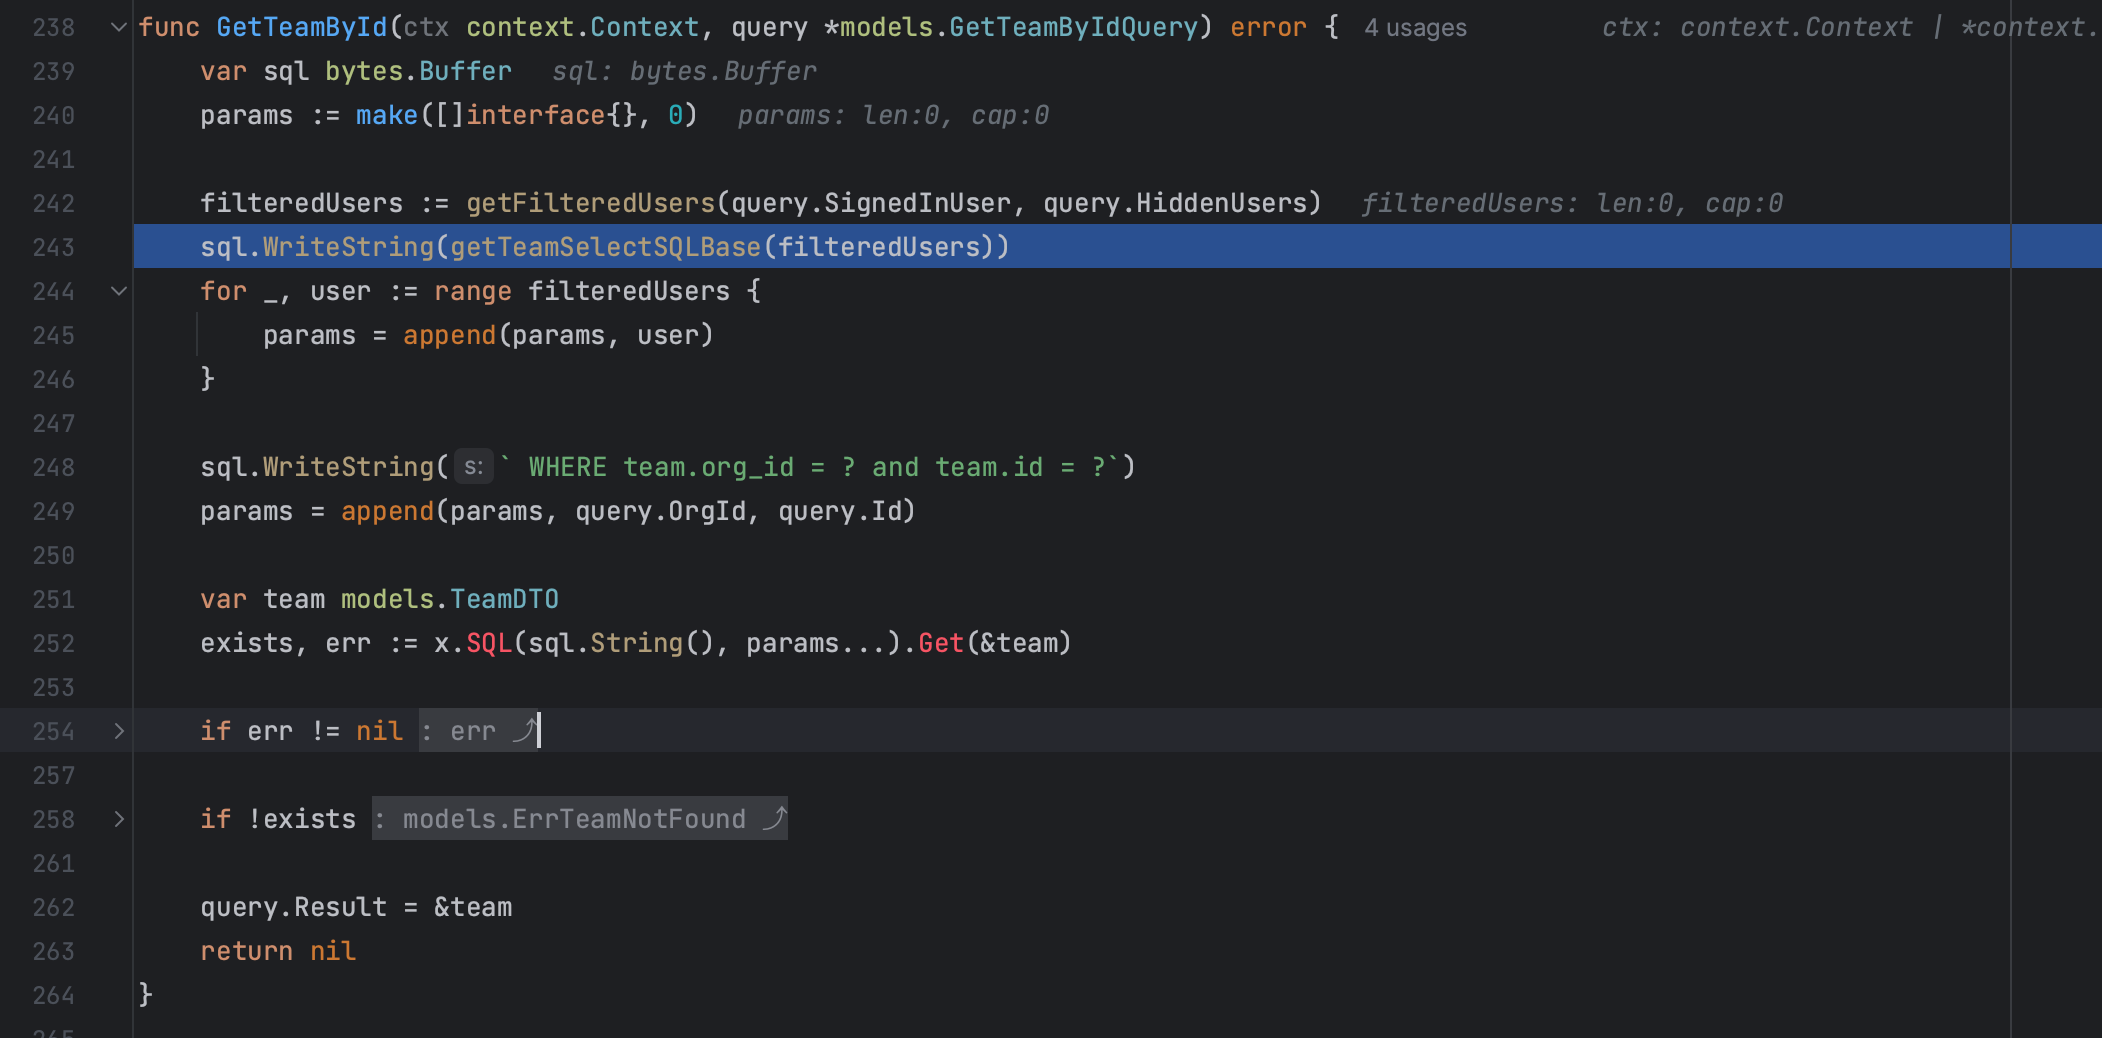 238 func GetTeamById(ctx context.Context, query *models.GetTeamByIdQuery) error { 4 usages ctx: context.Context | *context.
239 var sql bytes.Buffer sql: bytes.Buffer
240 params := make([]interface{}, 0) params: len:0, cap:0
241
242 filteredUsers := getFilteredUsers(query.SignedInUser, query.HiddenUsers) filteredUsers: len:0, cap:0
243 sql.WriteString(getTeamSelectSQLBase(filteredUsers))
244 for _, user := range filteredUsers {
245 params = append(params, user)
246 }
247
248 sql.WriteString( s: ` WHERE team.org_id = ? and team.id = ?`)
249 params = append(params, query.OrgId, query.Id)
250
251 var team models.TeamDTO
252 exists, err := x.SQL(sql.String(), params...).Get(&team)
253
254 if err != nil : err
257
258 if !exists : models.ErrTeamNotFound
261
262 query.Result = &team
263 return nil
264 }